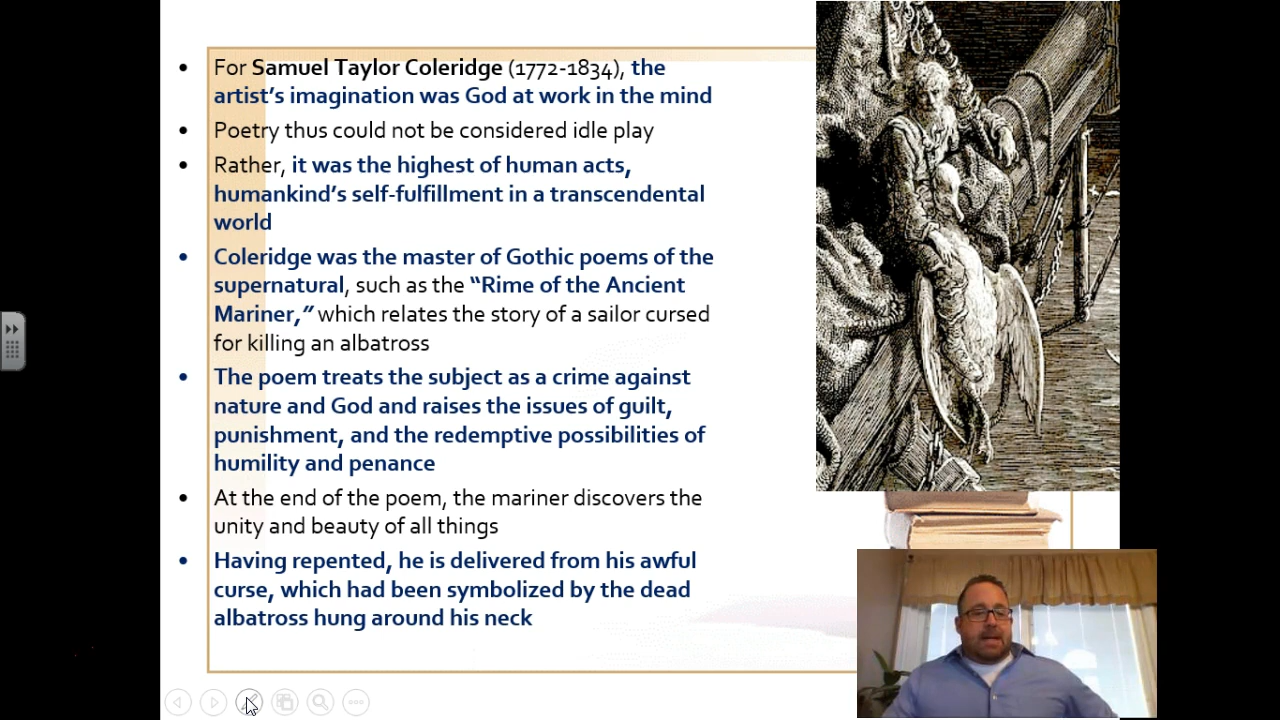 For Samuel Taylor Coleridge (1772-1834), the
artist’s imagination was God at work in the mind
Poetry thus could not be considered idle play
Rather, it was the highest of human acts,
humankind’s self-fulfillment in a transcendental
world
Coleridge was the master of Gothic poems of the
supernatural, such as the “Rime of the Ancient
Mariner,” which relates the story of a sailor cursed
for killing an albatross
The poem treats the subject as a crime against
nature and God and raises the issues of guilt,
punishment, and the redemptive possibilities of
humility and penance
At the end of the poem, the mariner discovers the
unity and beauty of all things
Having repented, he is delivered from his awful
curse, which had been symbolized by the dead
albatross hung around his neck